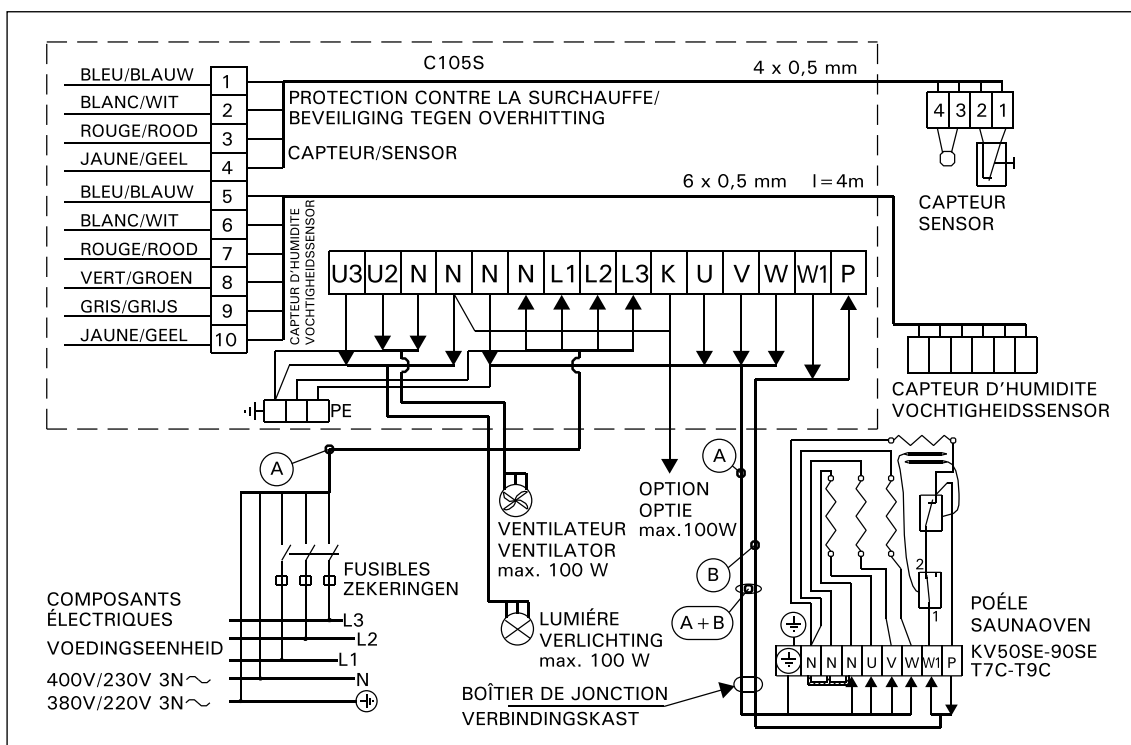 C105S
4 x 0,5 mm
BLEU/BLAUW 1
BLANC/WIT 2
ROUGE/ROOD 3
JAUNE/GEEL 4
BLEU/BLAUW 5
BLANC/WIT 6
ROUGE/ROOD 7
VERT/GROEN 8
GRIS/GRIJS 9
JAUNE/GEEL 10
PROTECTION CONTRE LA SURCHAUFFE/
BEVEILIGING TEGEN OVERHITTING
CAPTEUR/SENSOR
4 3 2 1
CAPTEUR
SENSOR
6 x 0,5 mm l=4m
CAPTEUR D'HUMIDITE
VOCHTIGHEIDSSENSOR
U3 U2 N N N N L1 L2 L3 K U V W W1 P
CAPTEUR D'HUMIDITE
VOCHTIGHEIDSSENSOR
PE
A
A
OPTION
OPTIE
max.100W
VENTILATEUR
VENTILATOR
max. 100 W
B
A+B
FUSIBLES
ZEKERINGEN
LUMIÉRE
VERLICHTING
max. 100 W
COMPOSANTS
ÉLECTRIQUES
VOEDINGSEENHEID
L3
L2
L1
400V/230V 3N~ N
380V/220V 3N~
2
1
POÉLE
SAUNAOVEN
KV50SE-90SE
T7C-T9C
N N N U V W W1 P
BOÎTIER DE JONCTION
VERBINDINGSKAST